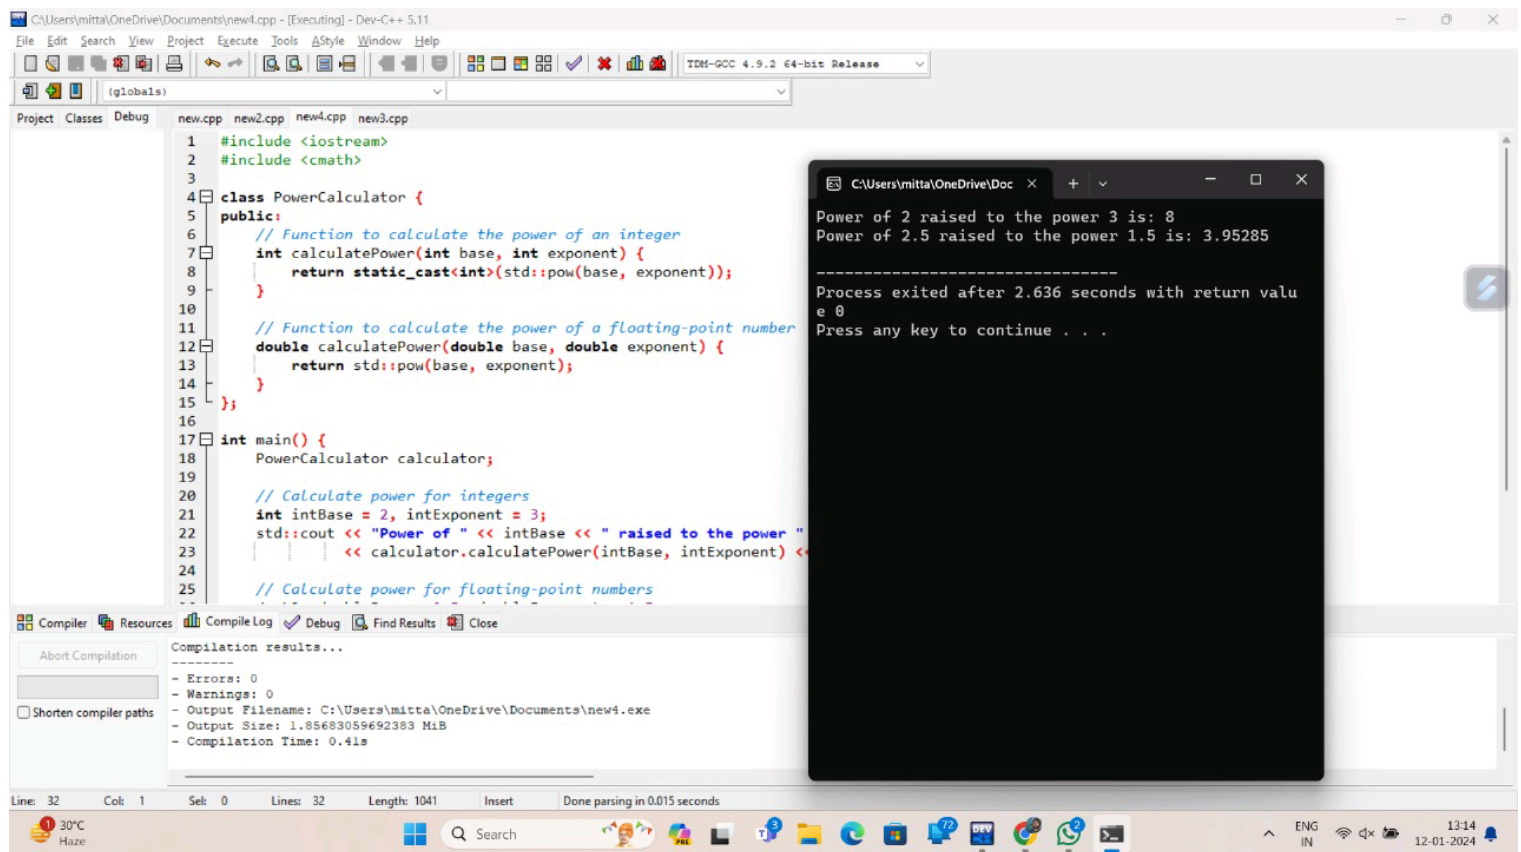 C:\Users\mitta\OneDrive\Documents\new4.cpp - [Executing] - Dev-C++ 5.11
File Edit Search View Project Execute Tools AStyle Window Help
TDM-GCC 4.9.2 64-bit Release
(globals)
Project Classes Debug
new.cpp new2.cpp new4.cpp new3.cpp
1 #include <iostream>
2 #include <cmath>
3
4 class PowerCalculator {
5 public:
6 // Function to calculate the power of an integer
7 int calculatePower(int base, int exponent) {
8 return static_cast<int>(std::pow(base, exponent));
9 }
10
11 // Function to calculate the power of a floating-point number
12 double calculatePower(double base, double exponent) {
13 return std::pow(base, exponent);
14 }
15 };
16
17 int main() {
18 PowerCalculator calculator;
19
20 // Calculate power for integers
21 int intBase = 2, intExponent = 3;
22 std::cout << "Power of " << intBase << " raised to the power "
23 << calculator.calculatePower(intBase, intExponent) <<
24
25 // Calculate power for floating-point numbers
C:\Users\mitta\OneDrive\Doc
Power of 2 raised to the power 3 is: 8
Power of 2.5 raised to the power 1.5 is: 3.95285
--------------------------------
Process exited after 2.636 seconds with return valu
e 0
Press any key to continue . . .
Compiler Resources Compile Log Debug Find Results Close
Abort Compilation
Shorten compiler paths
Compilation results...
--------
- Errors: 0
- Warnings: 0
- Output Filename: C:\Users\mitta\OneDrive\Documents\new4.exe
- Output Size: 1.85683059692383 MiB
- Compilation Time: 0.41s
Line: 32 Col: 1 Sel: 0 Lines: 32 Length: 1041 Insert Done parsing in 0.015 seconds
1
30°C
Haze
Search
PRE
3
72
DEV
2
ENG
IN
13:14
12-01-2024